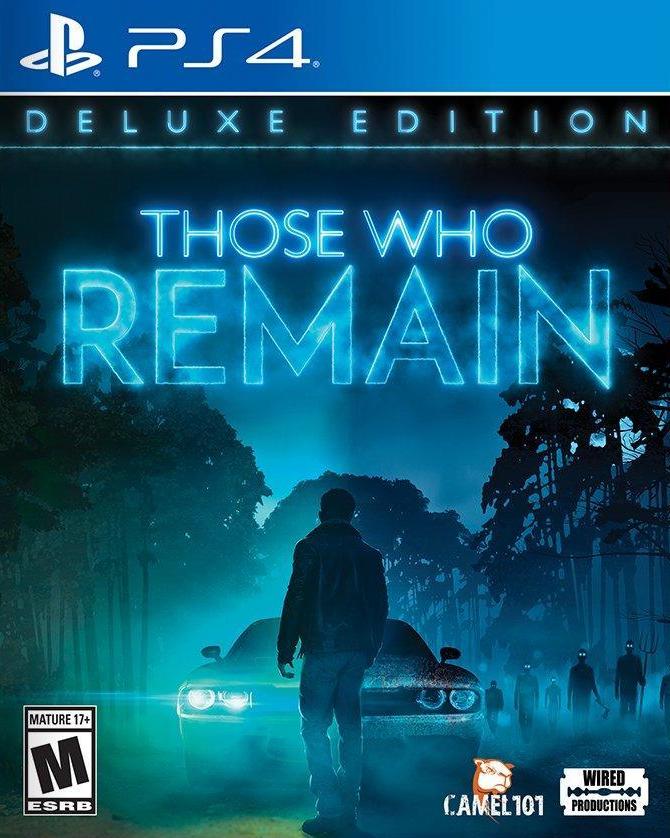 PS4
DELUXE EDITION
THOSE WHO
REMAIN
MATURE 17+
M
ESRB
CAMEL101
WIRED
PRODUCTIONS